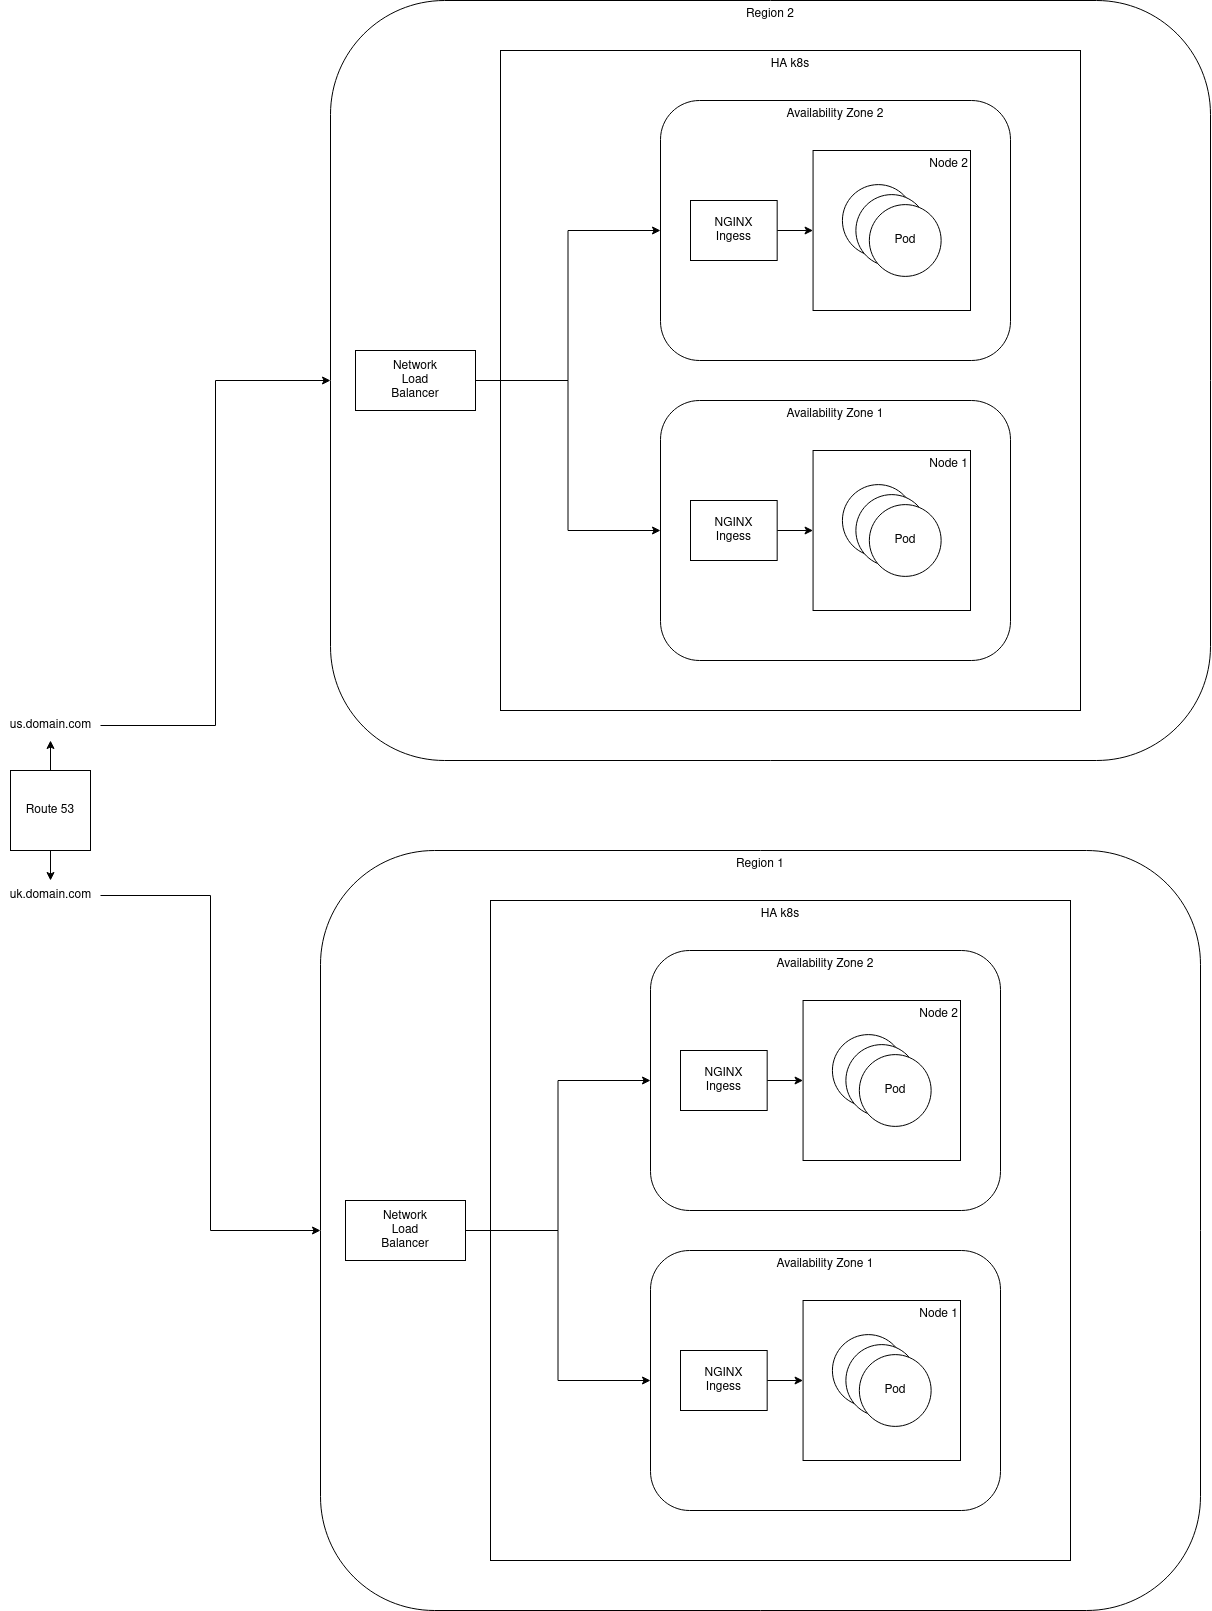 Region 2
HA k8s
Availability Zone 2
Node 2
NGINX
Ingess
Pod
Network
Load
Balancer
Availability Zone 1
Node 1
NGINX
Ingess
Pod
us.domain.com
Route 53
uk.domain.com
Region 1
HA k8s
Availability Zone 2
Node 2
NGINX
Ingess
Pod
Network
Load
Balancer
Availability Zone 1
Node 1
NGINX
Ingess
Pod